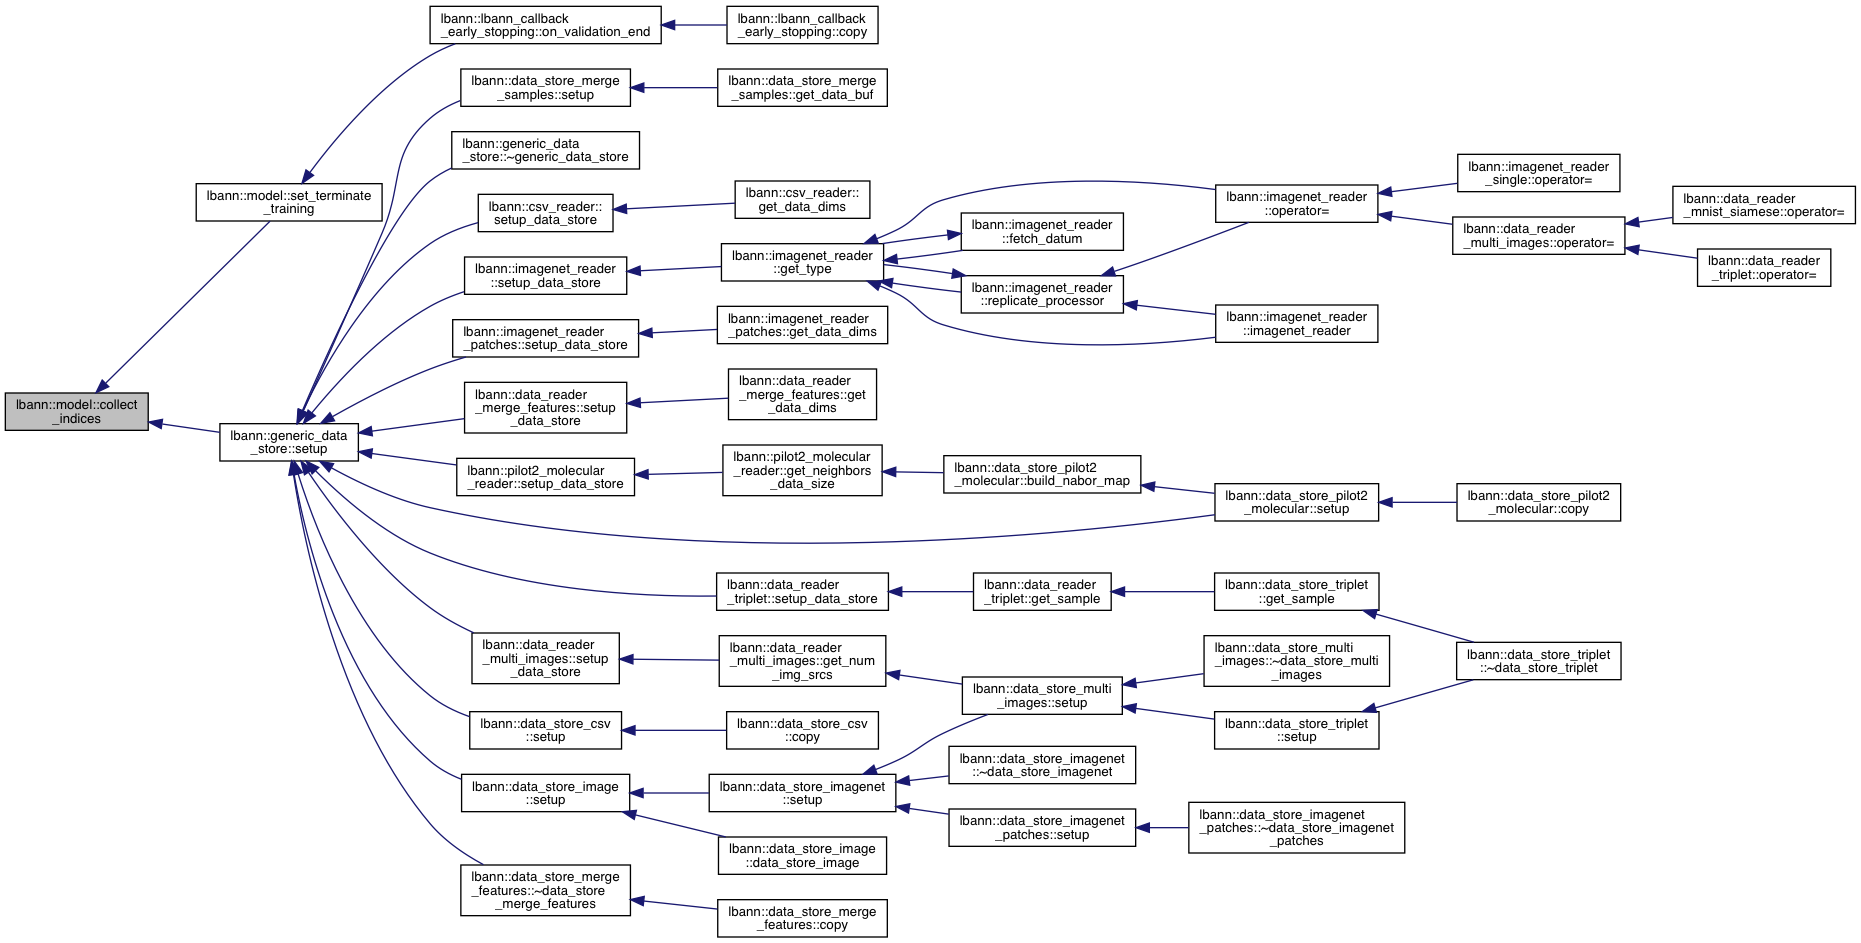 lbann::model::collect
_indices
lbann::model::set_terminate
_training
lbann::lbann_callback
_early_stopping::on_validation_end
lbann::lbann_callback
_early_stopping::copy
lbann::generic_data
_store::setup
lbann::data_store_merge
_samples::setup
lbann::data_store_merge
_samples::get_data_buf
lbann::generic_data
_store::~generic_data_store
lbann::csv_reader::
setup_data_store
lbann::csv_reader::
get_data_dims
lbann::imagenet_reader
::setup_data_store
lbann::imagenet_reader
::get_type
lbann::imagenet_reader
::operator=
lbann::imagenet_reader
_single::operator=
lbann::data_reader
_multi_images::operator=
lbann::data_reader
_mnist_siamese::operator=
lbann::data_reader
_triplet::operator=
lbann::imagenet_reader
::fetch_datum
lbann::imagenet_reader
::replicate_processor
lbann::imagenet_reader
::imagenet_reader
lbann::imagenet_reader
_patches::setup_data_store
lbann::imagenet_reader
_patches::get_data_dims
lbann::data_reader
_merge_features::setup
_data_store
lbann::data_reader
_merge_features::get
_data_dims
lbann::pilot2_molecular
_reader::setup_data_store
lbann::pilot2_molecular
_reader::get_neighbors
_data_size
lbann::data_store_pilot2
_molecular::build_nabor_map
lbann::data_store_pilot2
_molecular::setup
lbann::data_store_pilot2
_molecular::copy
lbann::data_reader
_triplet::setup_data_store
lbann::data_reader
_triplet::get_sample
lbann::data_store_triplet
::get_sample
lbann::data_store_triplet
::~data_store_triplet
lbann::data_reader
_multi_images::setup
_data_store
lbann::data_reader
_multi_images::get_num
_img_srcs
lbann::data_store_multi
_images::setup
lbann::data_store_multi
_images::~data_store_multi
_images
lbann::data_store_triplet
::setup
lbann::data_store_csv
::setup
lbann::data_store_csv
::copy
lbann::data_store_image
::setup
lbann::data_store_imagenet
::setup
lbann::data_store_imagenet
::~data_store_imagenet
lbann::data_store_imagenet
_patches::setup
lbann::data_store_imagenet
_patches::~data_store_imagenet
_patches
lbann::data_store_image
::data_store_image
lbann::data_store_merge
_features::~data_store
_merge_features
lbann::data_store_merge
_features::copy